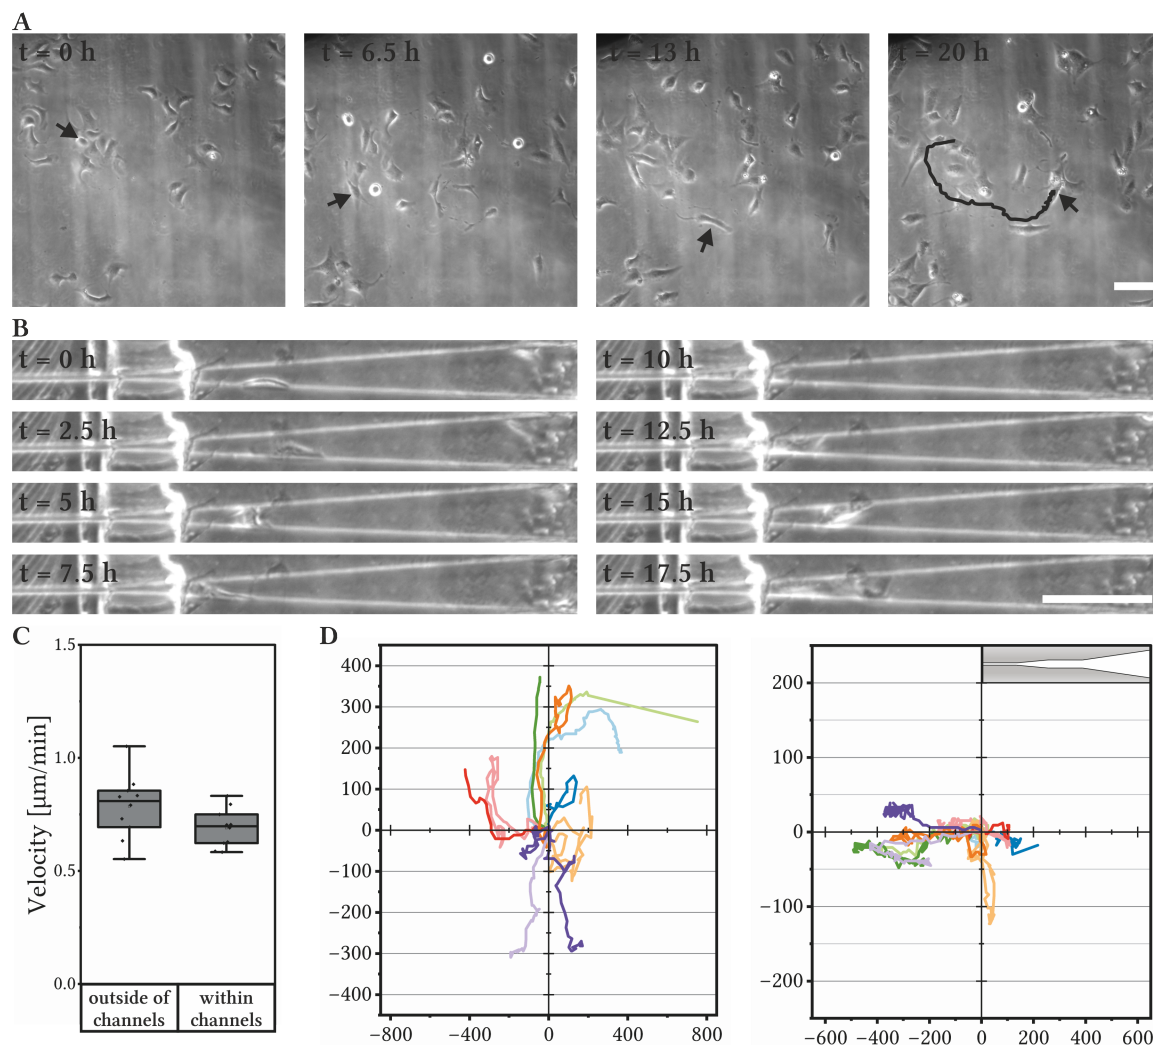 A
t = 0 h
t = 6.5 h
t = 13 h
t = 20 h
B
t = 0 h
t = 10 h
t = 2.5 h
t = 12.5 h
t = 5 h
t = 15 h
t = 7.5 h
t = 17.5 h
C
Velocity [µm/min]
1.5
1.0
0.5
0.0
outside of
channels
within
channels
D
400
300
200
100
0
−100
−200
−300
−400
−800
−400
0
400
800
200
100
0
−100
−200
−600
−400
−200
0
200
400
600